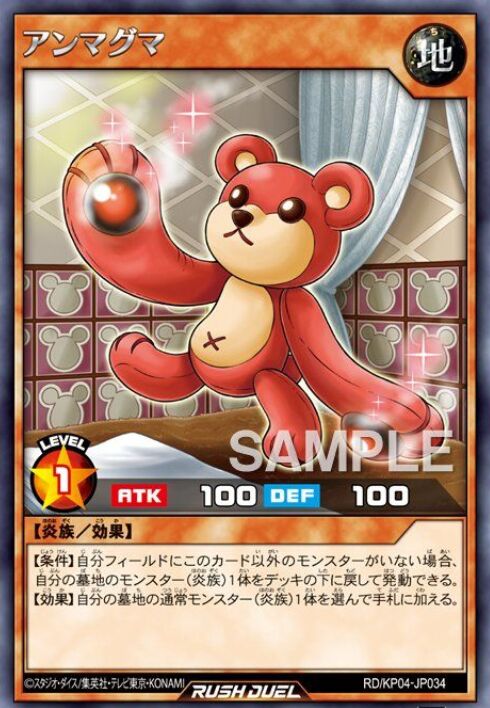 アンマグマ
5
地
SAMPLE
LEVEL
1
ATK 100 DEF 100
【炎族/効果】
【条件】自分フィールドにこのカード以外のモンスターがいない場合、
自分の墓地のモンスター(炎族)1体をデッキの下に戻して発動できる。
【効果】自分の墓地の通常モンスター(炎族)1体を選んで手札に加える。
©スタジオ・ダイス/集英社・テレビ東京・KONAMI
RUSH DUEL
RD/KP04-JP034